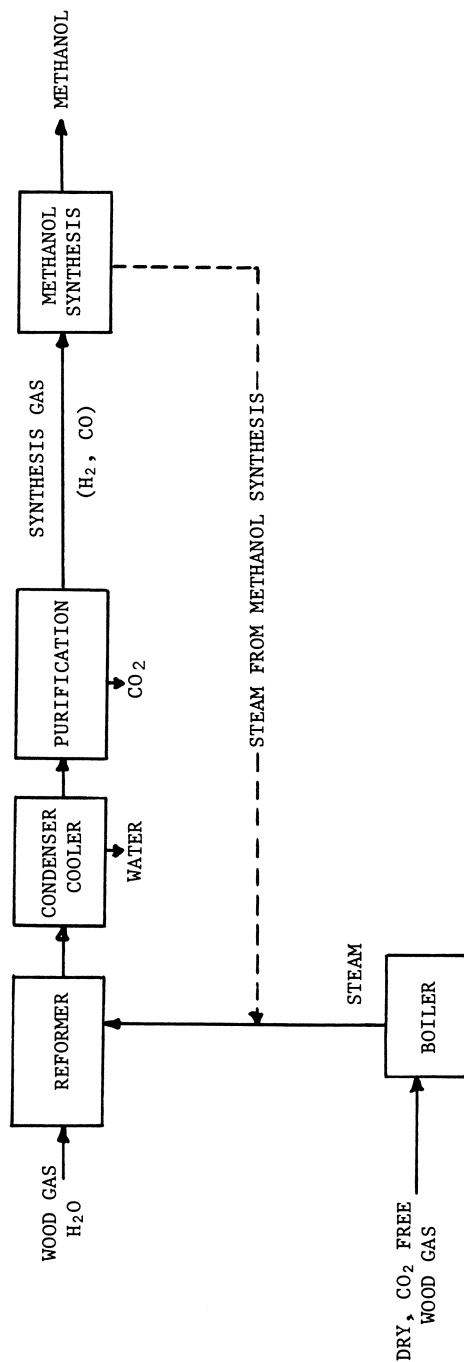 WOOD GAS
H₂O
REFORMER
CONDENSER
COOLER
WATER
PURIFICATION
CO₂
SYNTHESIS GAS
(H₂, CO)
METHANOL
SYNTHESIS
METHANOL
STEAM FROM METHANOL SYNTHESIS
STEAM
BOILER
DRY, CO₂ FREE
WOOD GAS